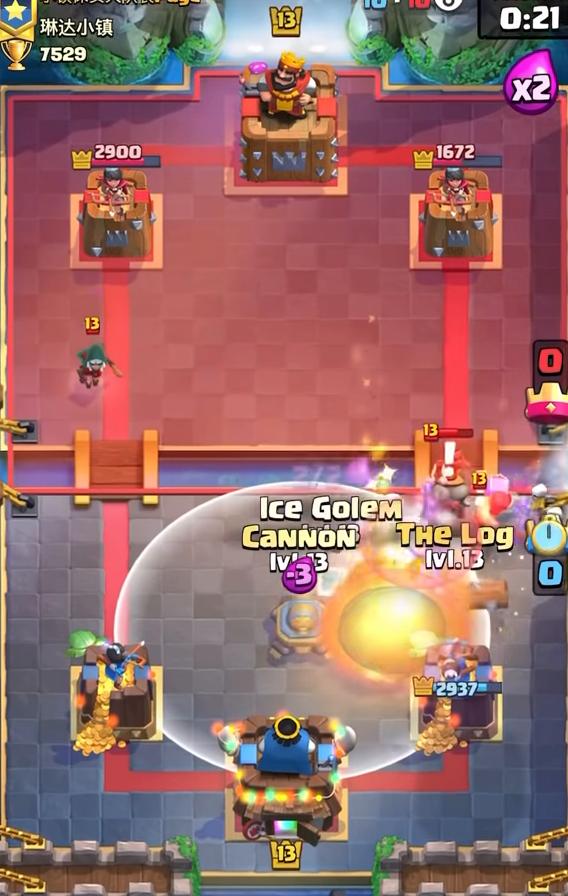 13
0:21
琳达小镇
7529
x2
2900
1672
13
0
13
13
Ice Golem
Cannon
The Log
lvl.13
lvl.13
-3
0
2937
13